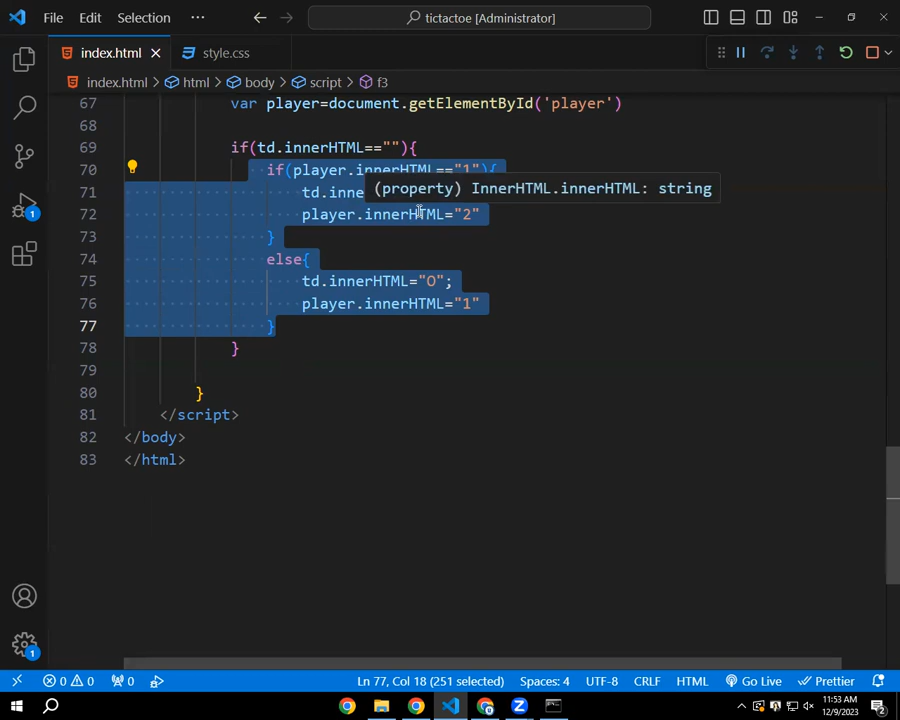 File Edit Selection ··· tictactoe [Administrator]
index.html style.css
index.html > html > body > script > f3
67 var player=document.getElementById('player')
68
69 if(td.innerHTML==""){
70 if(player.innerHTML=="1"){
71 td.inne
(property) InnerHTML.innerHTML: string
72 player.innerHTML="2"
73 }
74 else{
75 td.innerHTML="O";
76 player.innerHTML="1"
77 }
78 }
79
80 }
81 </script>
82 </body>
83 </html>
1
1
0 0 0 Ln 77, Col 18 (251 selected) Spaces: 4 UTF-8 CRLF HTML Go Live Prettier
11:53 AM
12/9/2023
2